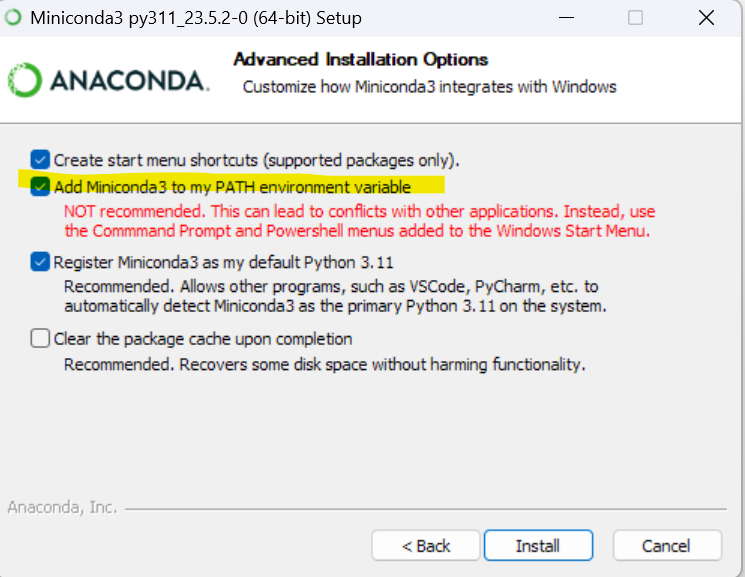 Miniconda3 py311_23.5.2-0 (64-bit) Setup
Advanced Installation Options
Customize how Miniconda3 integrates with Windows
ANACONDA.
Create start menu shortcuts (supported packages only).
Add Miniconda3 to my PATH environment variable
NOT recommended. This can lead to conflicts with other applications. Instead, use
the Commmand Prompt and Powershell menus added to the Windows Start Menu.
Register Miniconda3 as my default Python 3.11
Recommended. Allows other programs, such as VSCode, PyCharm, etc. to
automatically detect Miniconda3 as the primary Python 3.11 on the system.
Clear the package cache upon completion
Recommended. Recovers some disk space without harming functionality.
Anaconda, Inc.
< Back
Install
Cancel